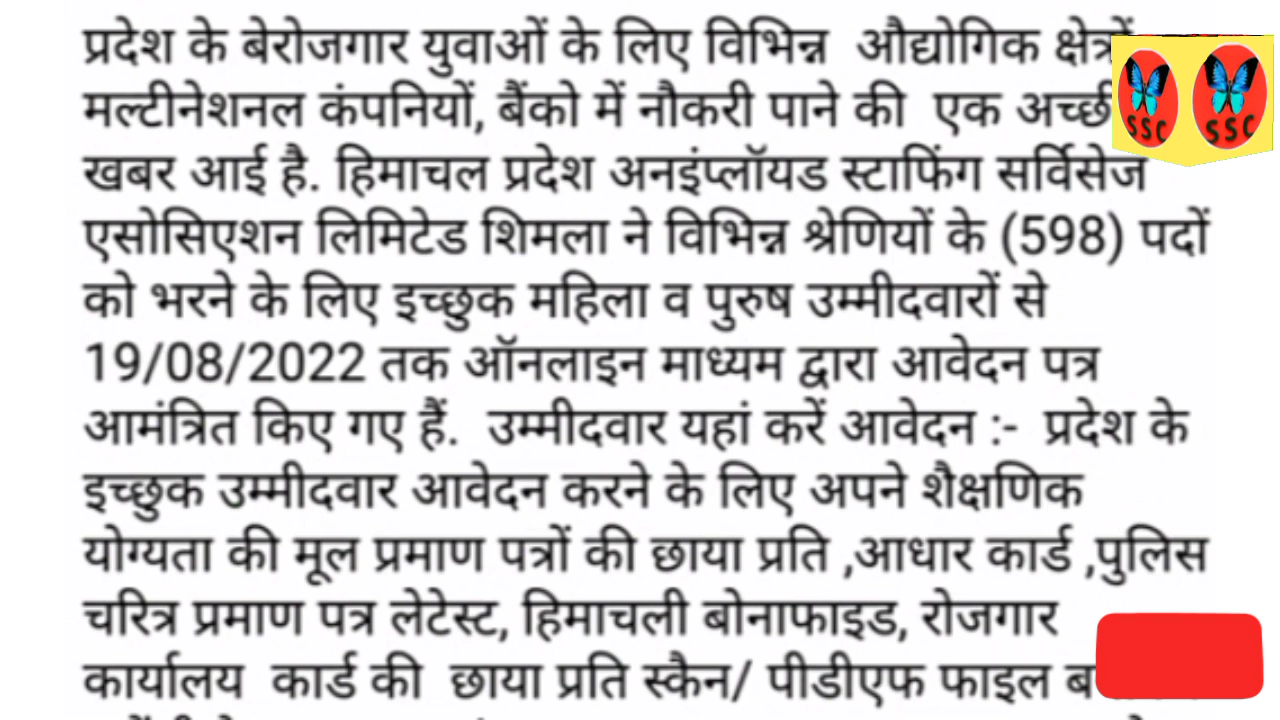 प्रदेश के बेरोजगार युवाओं के लिए विभिन्न औद्योगिक क्षेत्रों
मल्टीनेशनल कंपनियों, बैंको में नौकरी पाने की एक अच्छी
खबर आई है. हिमाचल प्रदेश अनइंप्लॉयड स्टाफिंग सर्विसेज
एसोसिएशन लिमिटेड शिमला ने विभिन्न श्रेणियों के (598) पदों
को भरने के लिए इच्छुक महिला व पुरुष उम्मीदवारों से
19/08/2022 तक ऑनलाइन माध्यम द्वारा आवेदन पत्र
आमंत्रित किए गए हैं. उम्मीदवार यहां करें आवेदन :- प्रदेश के
इच्छुक उम्मीदवार आवेदन करने के लिए अपने शैक्षणिक
योग्यता की मूल प्रमाण पत्रों की छाया प्रति ,आधार कार्ड ,पुलिस
चरित्र प्रमाण पत्र लेटेस्ट, हिमाचली बोनाफाइड, रोजगार
कार्यालय कार्ड की छाया प्रति स्कैन/ पीडीएफ फाइल
SSC SSC